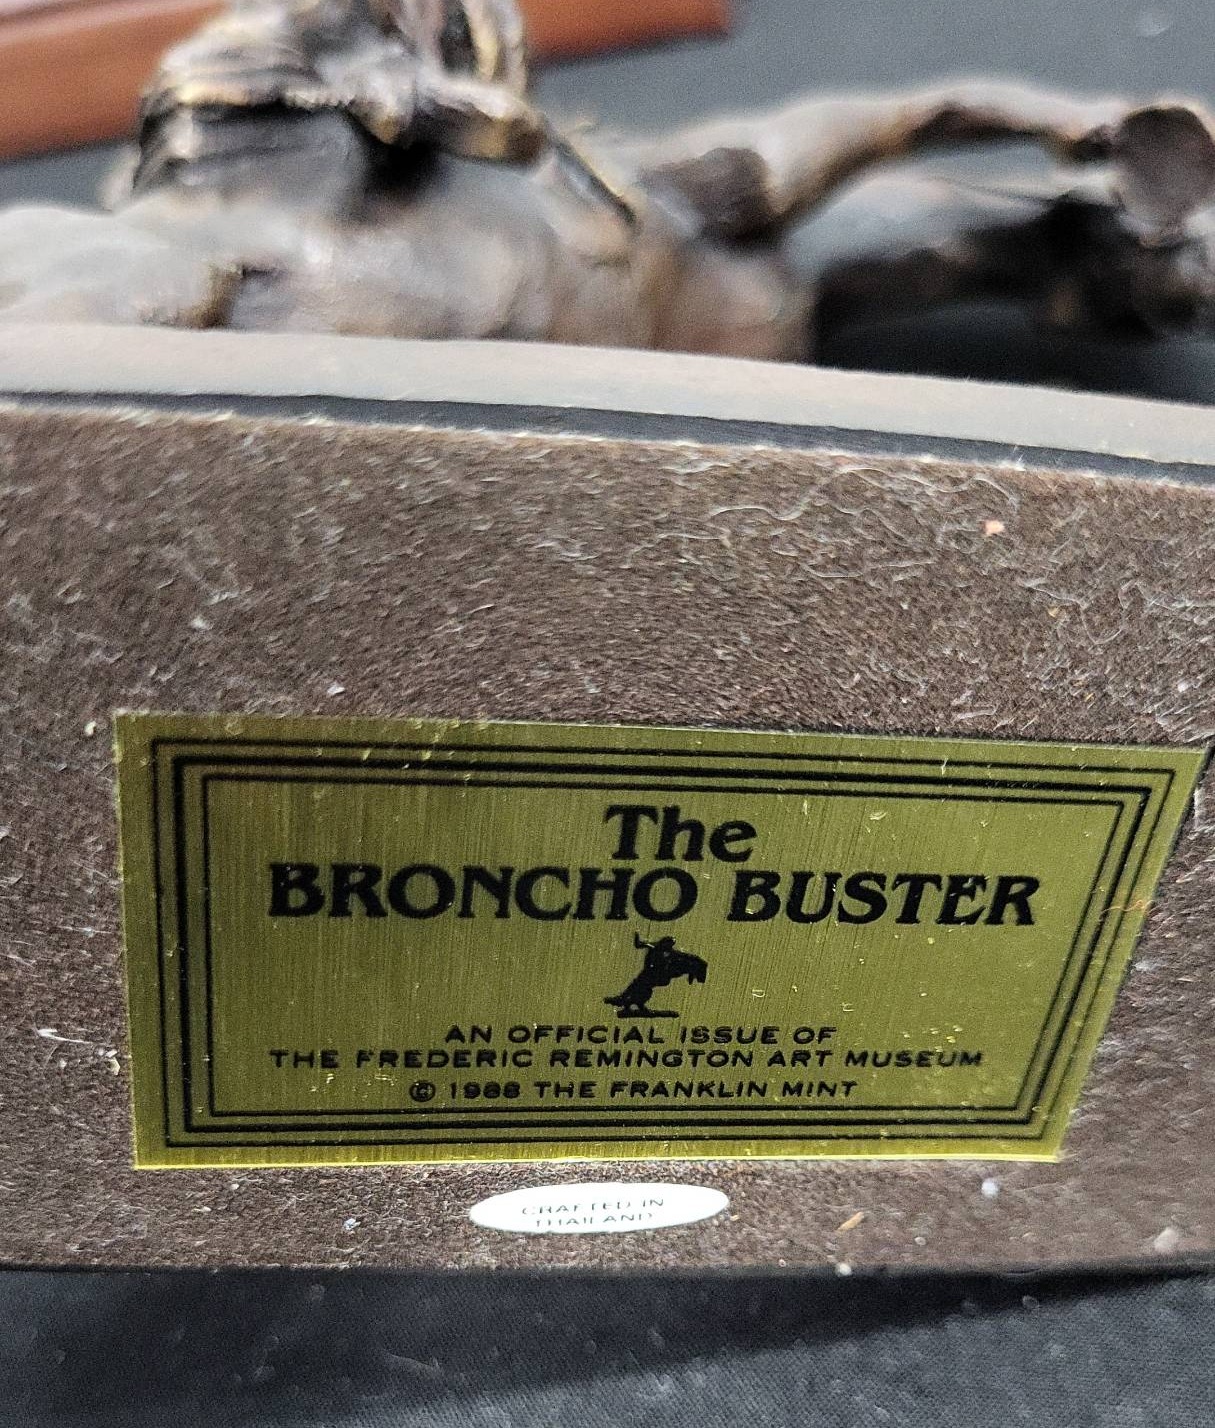 The
BRONCHO BUSTER
AN OFFICIAL ISSUE OF
THE FREDERIC REMINGTON ART MUSEUM
© 1988 THE FRANKLIN MINT
CRAFTED IN
THAILAND